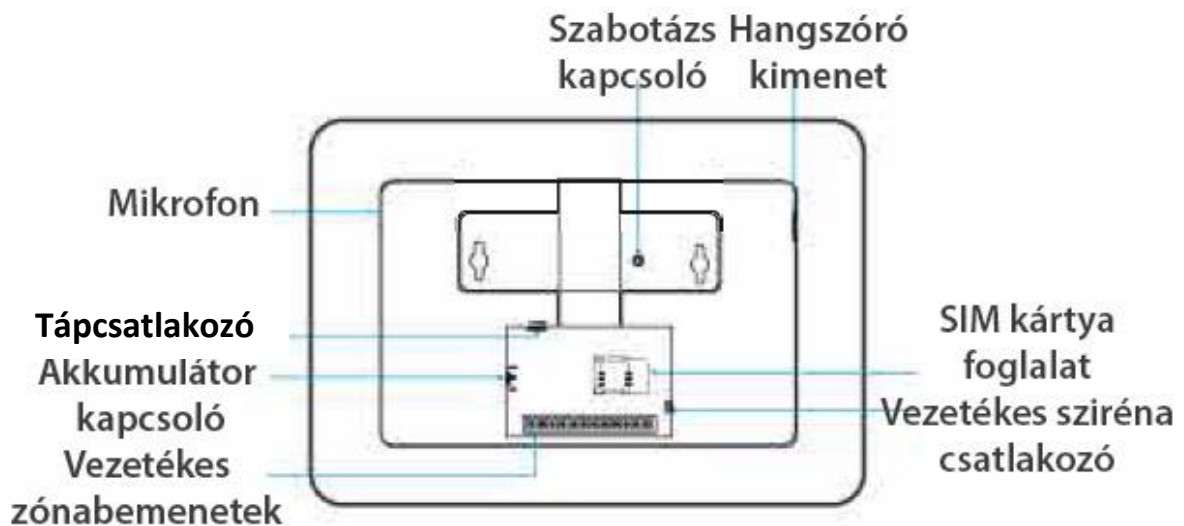 Szabotázs
kapcsoló
Hangszóró
kimenet
Mikrofon
Tápcsatlakozó
Akkumulátor
kapcsoló
Vezetékes
zónabemenetek
SIM kártya
foglalat
Vezetékes sziréna
csatlakozó